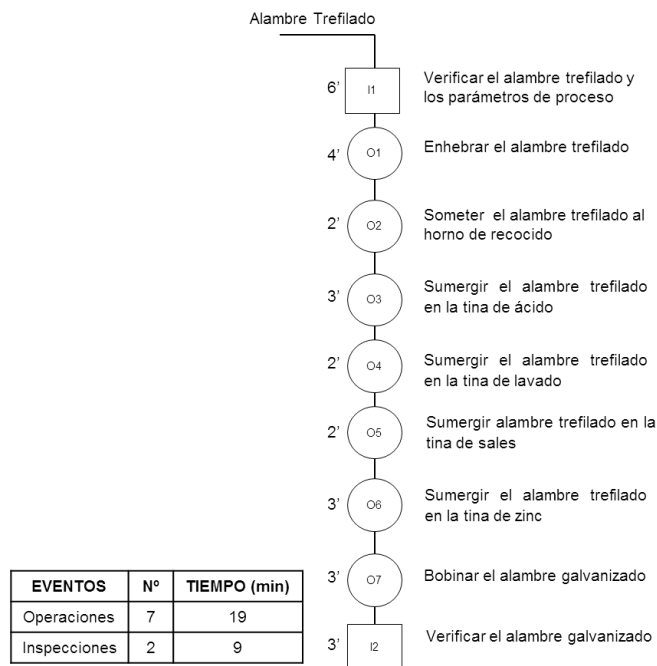 Alambre Trefilado
6’ I1 Verificar el alambre trefilado y
los parámetros de proceso
4’ O1 Enhebrar el alambre trefilado
2’ O2 Someter el alambre trefilado al
horno de recocido
3’ O3 Sumergir el alambre trefilado
en la tina de ácido
2’ O4 Sumergir el alambre trefilado
en la tina de lavado
2’ O5 Sumergir alambre trefilado en la
tina de sales
3’ O6 Sumergir el alambre trefilado
en la tina de zinc
3’ O7 Bobinar el alambre galvanizado
3’ I2 Verificar el alambre galvanizado
EVENTOS Nº TIEMPO (min)
Operaciones 7 19
Inspecciones 2 9